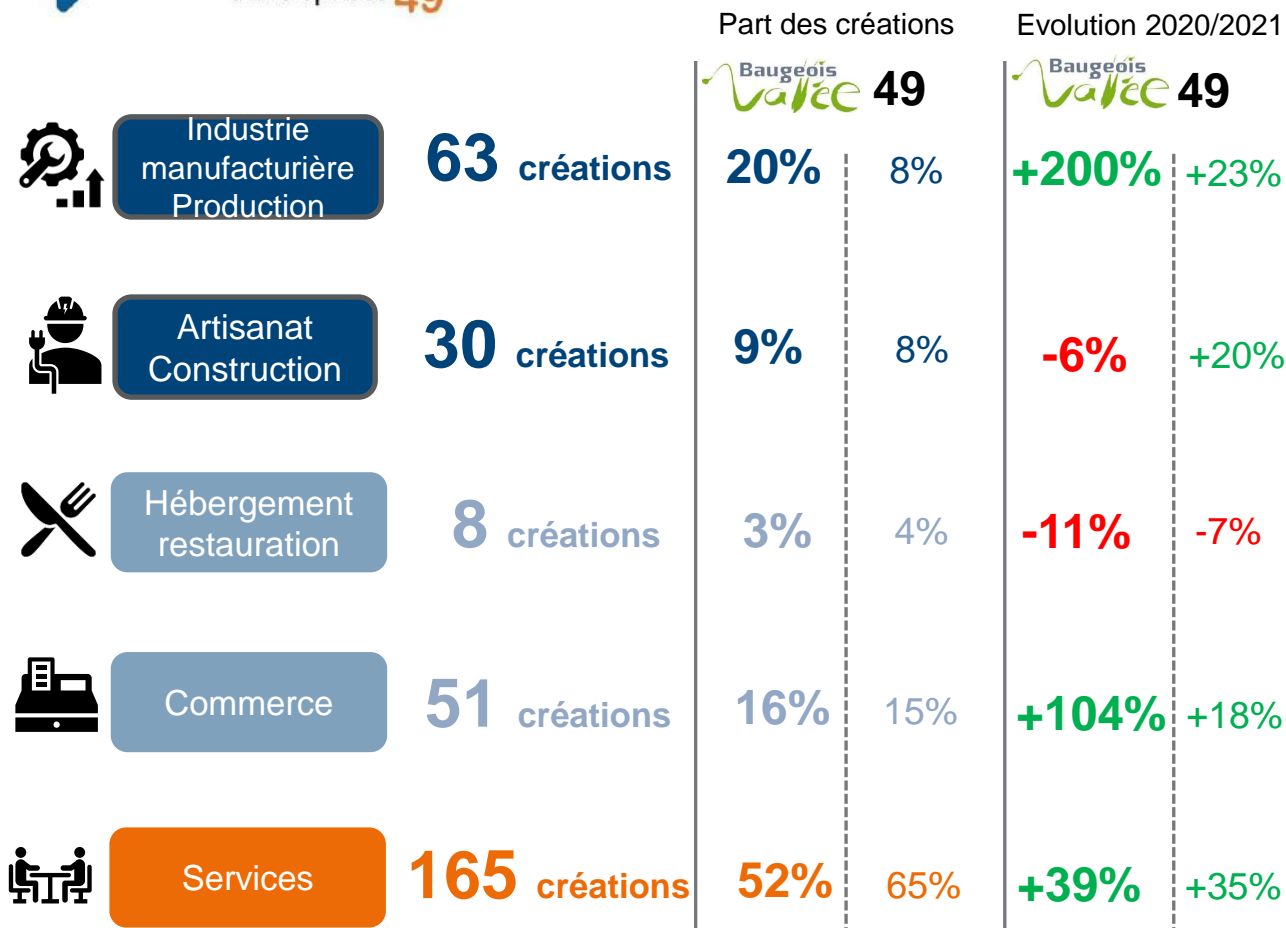 49
Part des créations
Evolution 2020/2021
Baugeois
Vallée 49
Baugeois
Vallée 49
Industrie
manufacturière
Production
63 créations
20%
8%
+200%
+23%
Artisanat
Construction
30 créations
9%
8%
-6%
+20%
Hébergement
restauration
8 créations
3%
4%
-11%
-7%
Commerce
51 créations
16%
15%
+104%
+18%
Services
165 créations
52%
65%
+39%
+35%